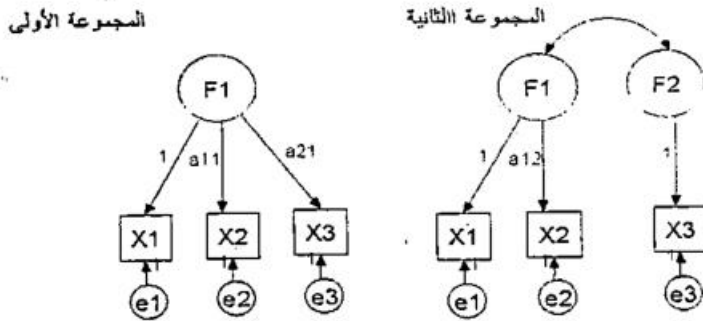 المجموعة الأولى
المجموعة االثانية
F1
1
a11
a21
X1
X2
X3
e1
e2
e3
F1
F2
1
a12
1
X1
X2
X3
e1
e2
e3